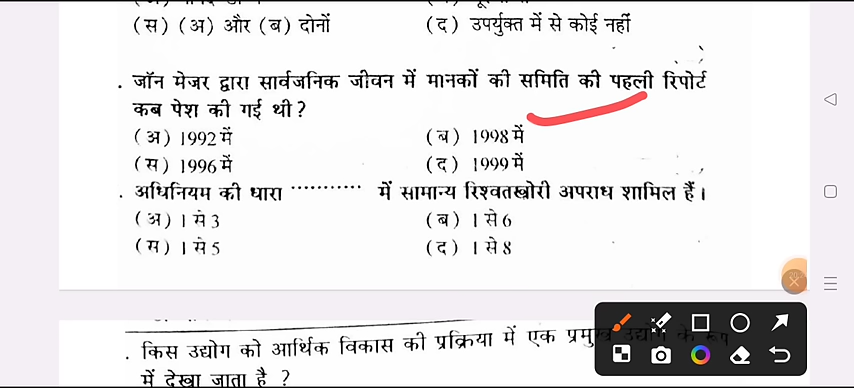 (स) (अ) और (ब) दोनों (द) उपर्युक्त में से कोई नहीं
. जॉन मेजर द्वारा सार्वजनिक जीवन में मानकों की समिति की पहली रिपोर्ट
कब पेश की गई थी?
(अ) 1992 में (ब) 1998 में
(स) 1996 में (द) 1999 में
. अधिनियम की धारा ........... में सामान्य रिश्वतखोरी अपराध शामिल हैं।
(अ) 1 से 3 (ब) 1 से 6
(स) 1 से 5 (द) 1 से 8
. किस उद्योग को आर्थिक विकास की प्रक्रिया में एक प्रमुख उद्योग के रूप
में देखा जाता है ?